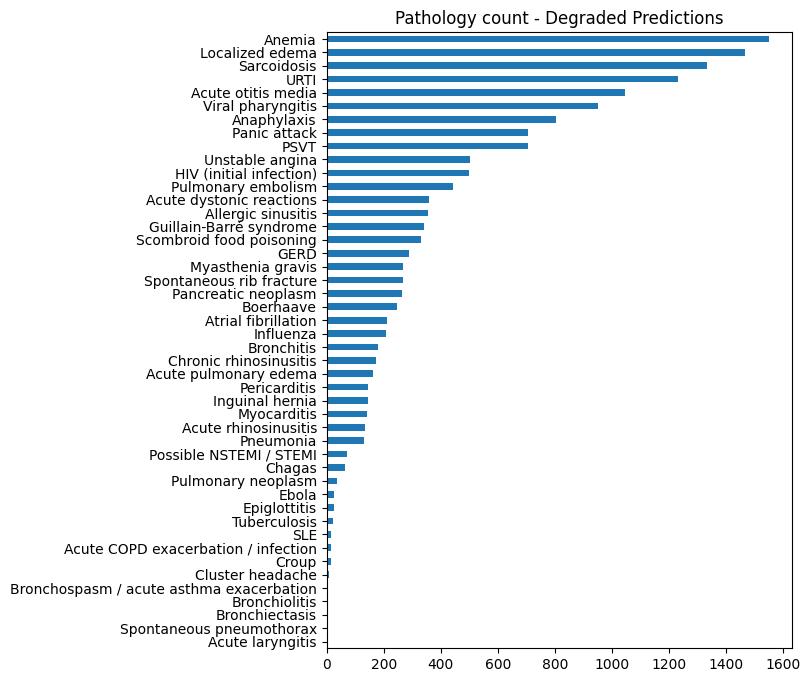 Pathology count - Degraded Predictions
Anemia
Localized edema
Sarcoidosis
URTI
Acute otitis media
Viral pharyngitis
Anaphylaxis
Panic attack
PSVT
Unstable angina
HIV (initial infection)
Pulmonary embolism
Acute dystonic reactions
Allergic sinusitis
Guillain-Barré syndrome
Scombroid food poisoning
GERD
Myasthenia gravis
Spontaneous rib fracture
Pancreatic neoplasm
Boerhaave
Atrial fibrillation
Influenza
Bronchitis
Chronic rhinosinusitis
Acute pulmonary edema
Pericarditis
Inguinal hernia
Myocarditis
Acute rhinosinusitis
Pneumonia
Possible NSTEMI / STEMI
Chagas
Pulmonary neoplasm
Ebola
Epiglottitis
Tuberculosis
SLE
Acute COPD exacerbation / infection
Croup
Cluster headache
Bronchospasm / acute asthma exacerbation
Bronchiolitis
Bronchiectasis
Spontaneous pneumothorax
Acute laryngitis
0 200 400 600 800 1000 1200 1400 1600